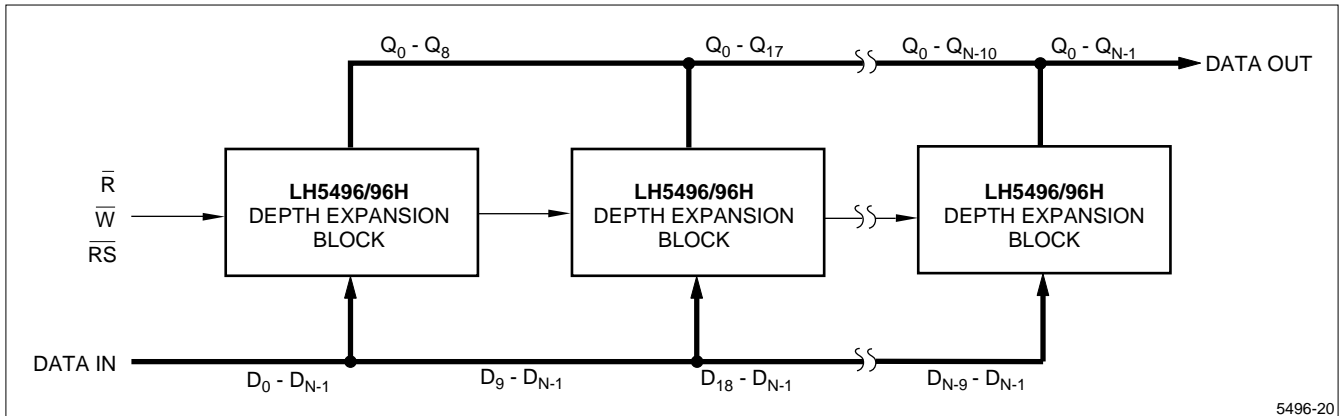 Q0 - Q8
Q0 - Q17
Q0 - QN-10
Q0 - QN-1
DATA OUT
R̅
W̅
R̅S̅
LH5496/96H
DEPTH EXPANSION
BLOCK
LH5496/96H
DEPTH EXPANSION
BLOCK
LH5496/96H
DEPTH EXPANSION
BLOCK
DATA IN
D0 - DN-1
D9 - DN-1
D18 - DN-1
DN-9 - DN-1
5496-20